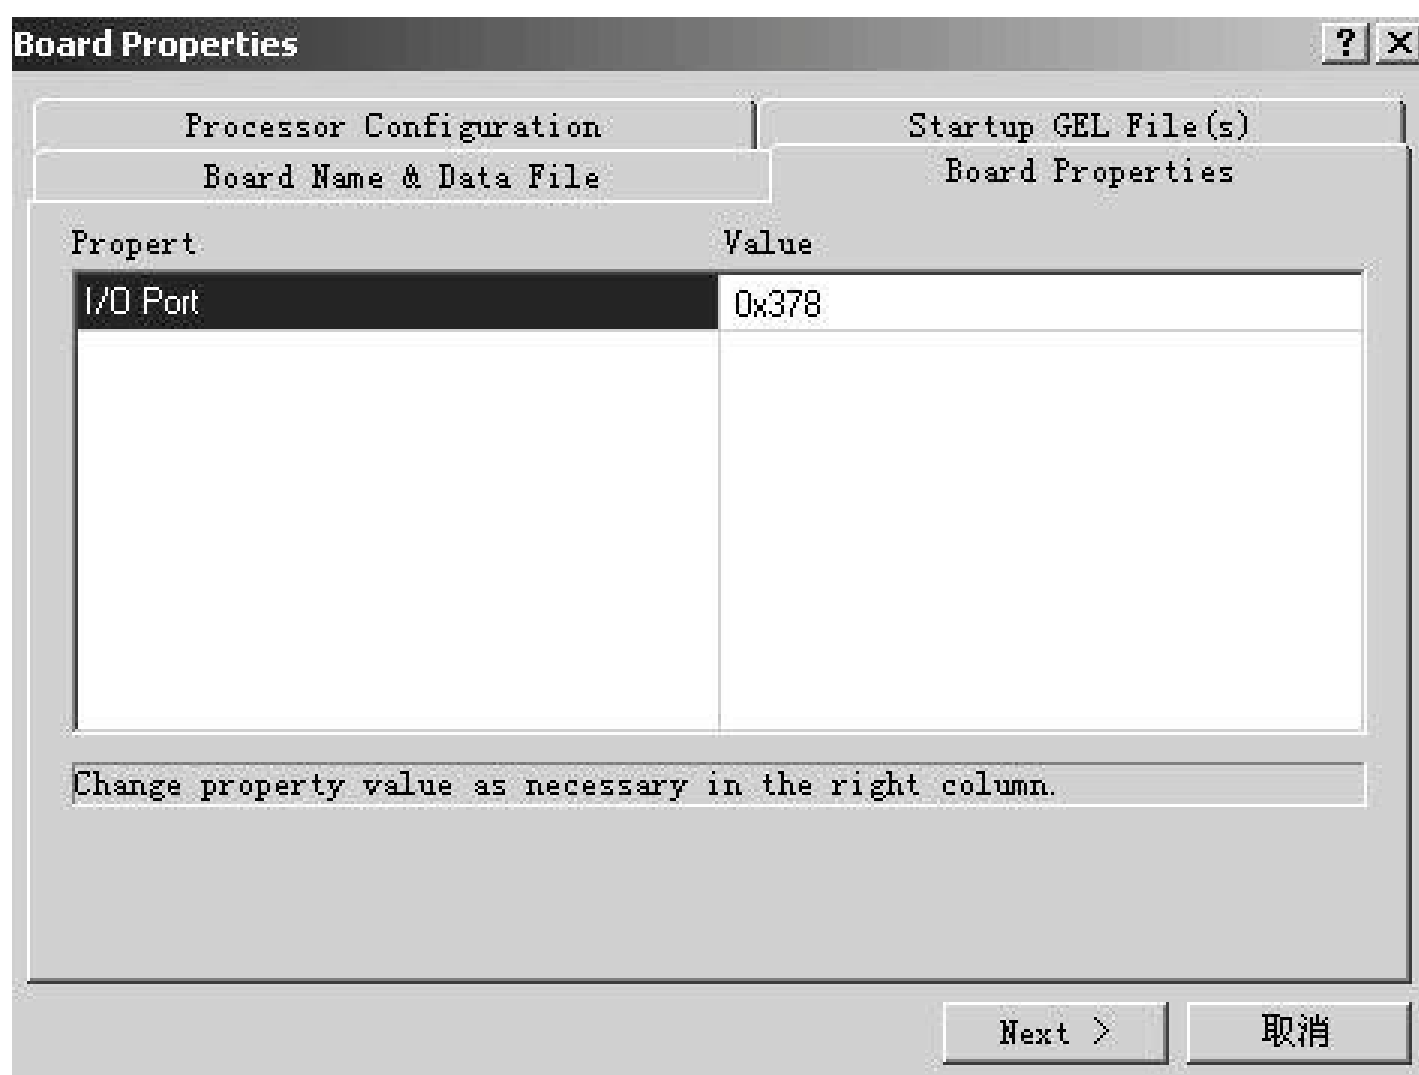 Board Properties
Processor Configuration
Startup GEL File(s)
Board Name & Data File
Board Properties
Propert
Value
I/O Port
0x378
Change property value as necessary in the right column.
Next >
取消